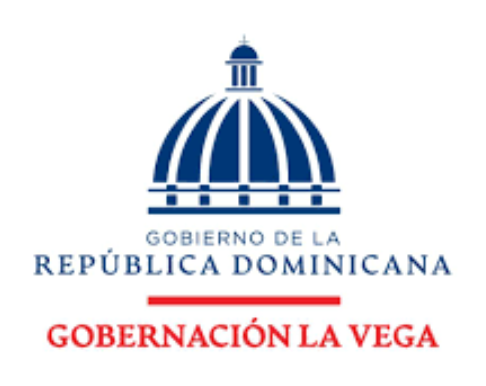 GOBIERNO DE LA
REPÚBLICA DOMINICANA
GOBERNACIÓN LA VEGA